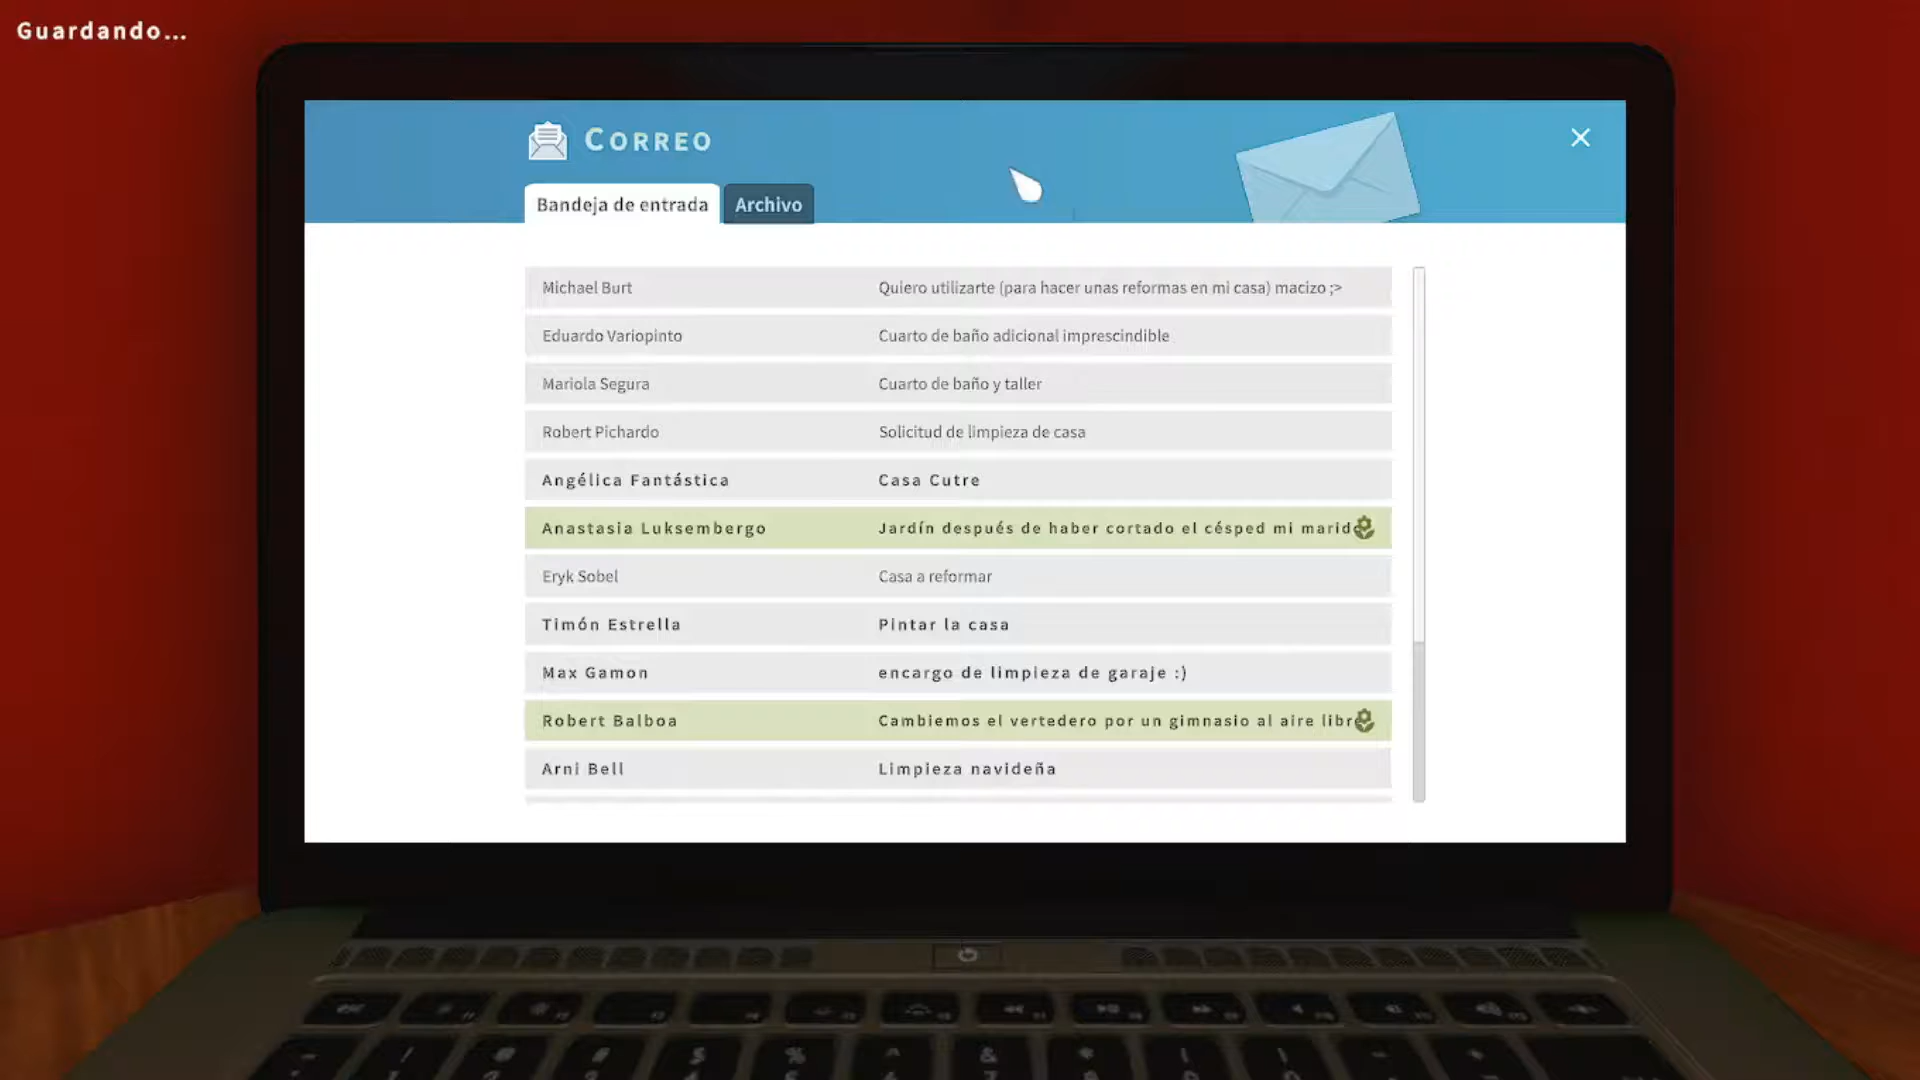 Guardando...
CORREO
Bandeja de entrada Archivo
Michael Burt Quiero utilizarte (para hacer unas reformas en mi casa) macizo ;>
Eduardo Variopinto Cuarto de baño adicional imprescindible
Mariola Segura Cuarto de baño y taller
Robert Pichardo Solicitud de limpieza de casa
Angélica Fantástica Casa Cutre
Anastasia Luksembergo Jardín después de haber cortado el césped mi marid
Eryk Sobel Casa a reformar
Timón Estrella Pintar la casa
Max Gamon encargo de limpieza de garaje :)
Robert Balboa Cambiemos el vertedero por un gimnasio al aire libr
Arni Bell Limpieza navideña